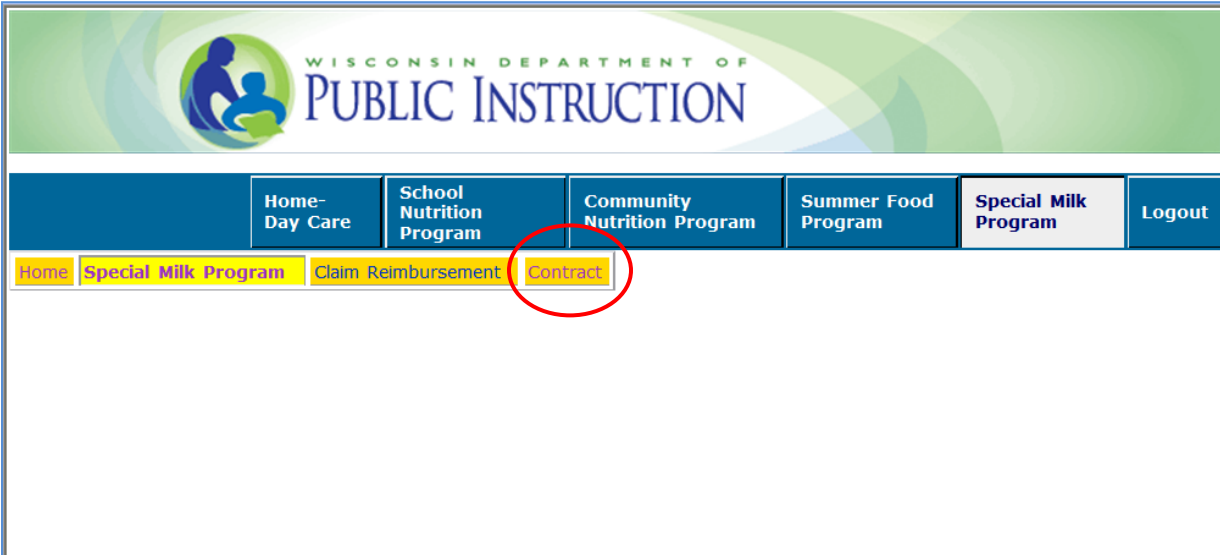 WISCONSIN DEPARTMENT OF
PUBLIC INSTRUCTION
Home-
Day Care
School
Nutrition
Program
Community
Nutrition Program
Summer Food
Program
Special Milk
Program
Logout
Home Special Milk Program Claim Reimbursement Contract